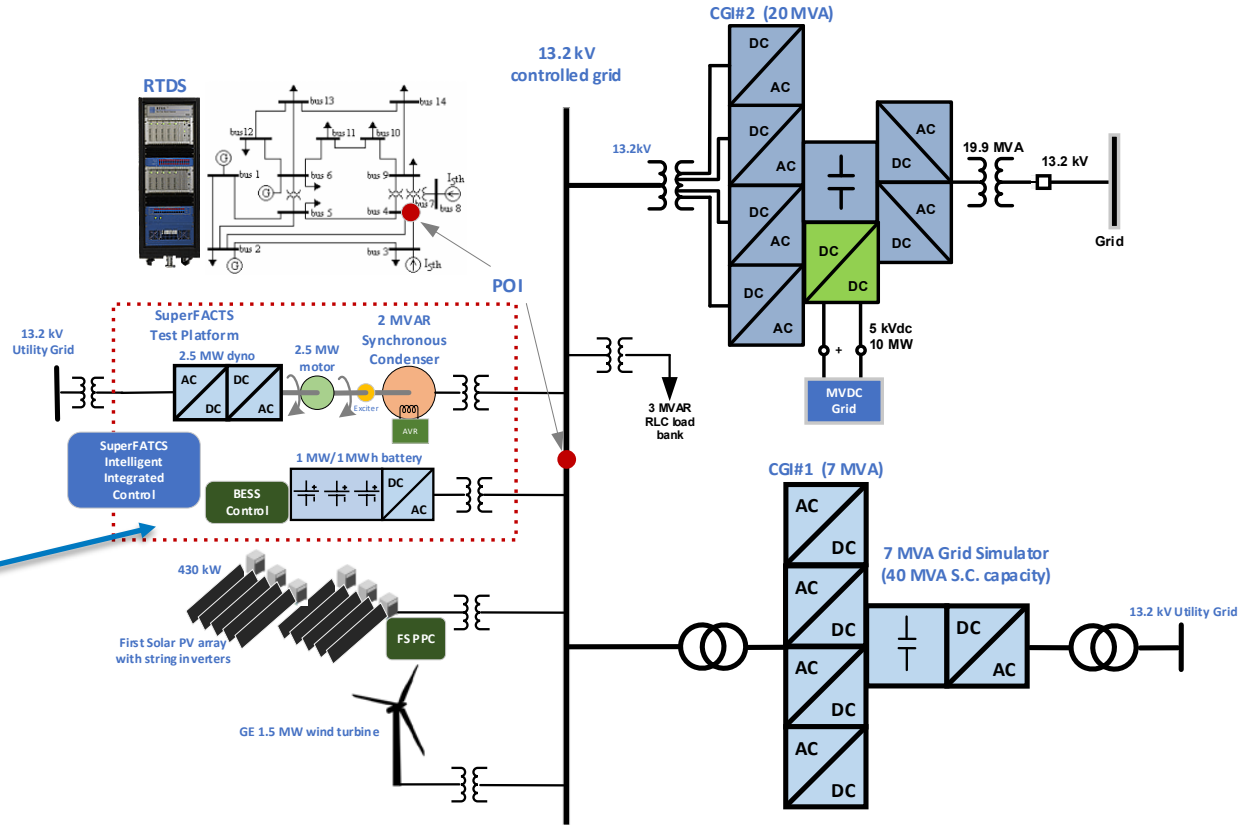 CGI#2 (20 MVA)
13.2 kV
controlled grid
RTDS
bus 13
bus 14
bus12
bus 11
bus 10
bus 1
bus 6
bus 9
bus 7
bus 8
I5th
G
G
G
bus 5
bus 4
bus 2
bus 3
I5th
POI
13.2kV
DC
AC
DC
AC
DC
AC
DC
AC
AC
DC
AC
DC
DC
DC
19.9 MVA
13.2 kV
Grid
5 kVdc
10 MW
+
MVDC
Grid
3 MVAR
RLC load
bank
13.2 kV
Utility Grid
SuperFACTS
Test Platform
2.5 MW dyno
AC
DC
DC
AC
2.5 MW
motor
2 MVAR
Synchronous
Condenser
Exciter
AVR
SuperFATCS
Intelligent
Integrated
Control
BESS
Control
1 MW/1MWh battery
DC
AC
430 kW
First Solar PV array
with string inverters
FS PPC
GE 1.5 MW wind turbine
CGI#1 (7 MVA)
AC
DC
AC
DC
AC
DC
AC
DC
7 MVA Grid Simulator
(40 MVA S.C. capacity)
DC
AC
13.2 kV Utility Grid